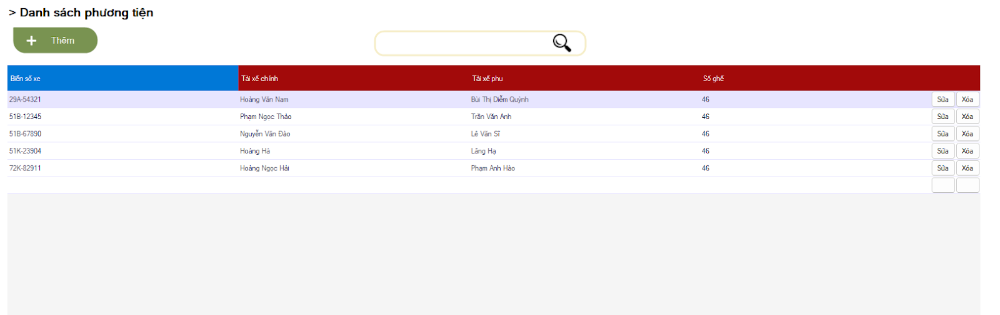 > Danh sách phương tiện
+ Thêm
Biển số xe Tài xế chính Tài xế phụ Số ghế
29A-54321 Hoàng Văn Nam Bùi Thị Diễm Quỳnh 46 Sửa Xóa
51B-12345 Phạm Ngọc Thảo Trần Văn Anh 46 Sửa Xóa
51B-67890 Nguyễn Văn Đào Lê Văn Sĩ 46 Sửa Xóa
51K-23904 Hoàng Hà Lăng Hạ 46 Sửa Xóa
72K-82911 Hoàng Ngọc Hải Phạm Anh Hào 46 Sửa Xóa